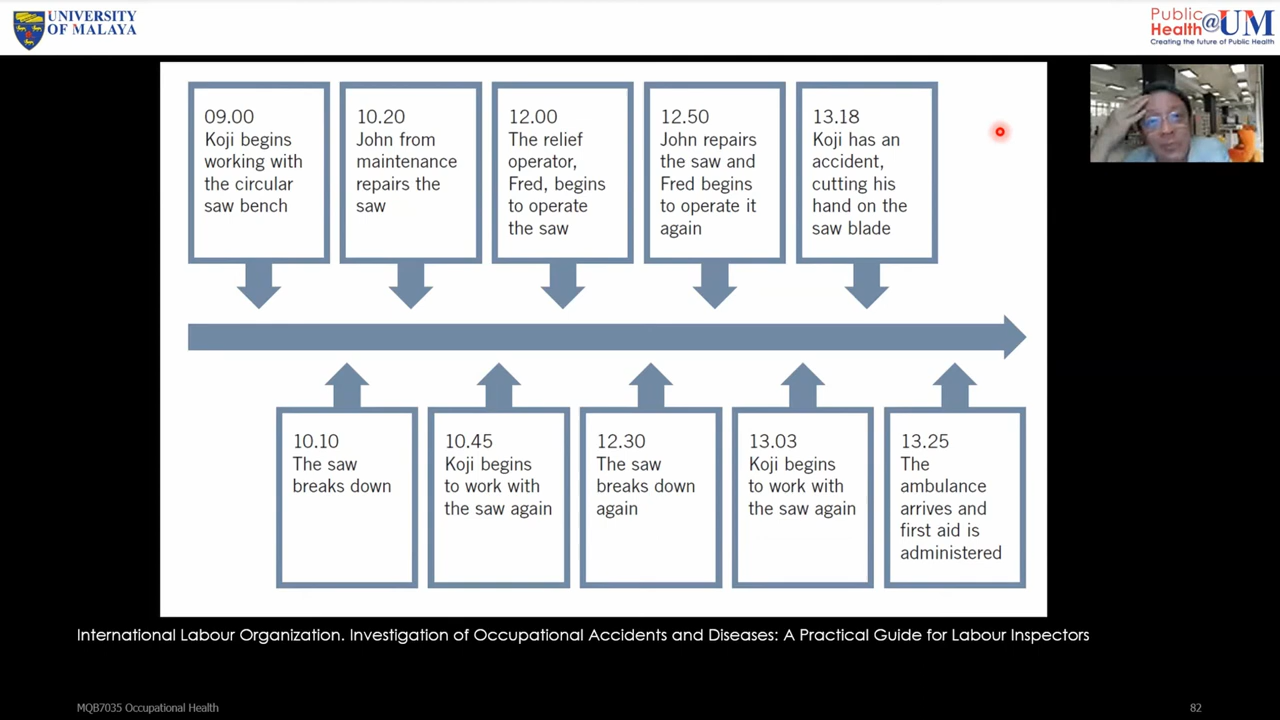 UNIVERSITY
OF MALAYA
Public
Health@UM
Creating the future of Public Health
09.00
Koji begins
working with
the circular
saw bench
10.20
John from
maintenance
repairs the
saw
12.00
The relief
operator,
Fred, begins
to operate
the saw
12.50
John repairs
the saw and
Fred begins
to operate it
again
13.18
Koji has an
accident,
cutting his
hand on the
saw blade
10.10
The saw
breaks down
10.45
Koji begins
to work with
the saw again
12.30
The saw
breaks down
again
13.03
Koji begins
to work with
the saw again
13.25
The
ambulance
arrives and
first aid is
administered
International Labour Organization. Investigation of Occupational Accidents and Diseases: A Practical Guide for Labour Inspectors
MQB7035 Occupational Health
82